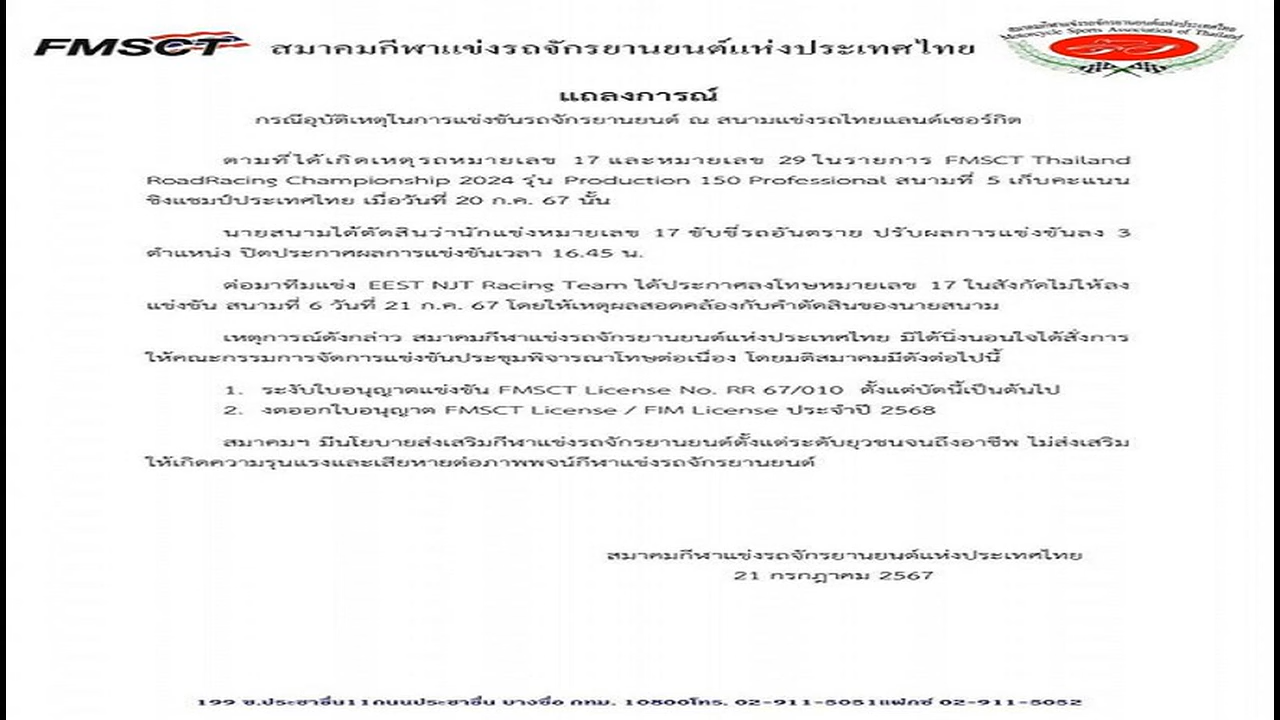 FMSCT สมาคมกีฬาแข่งรถจักรยานยนต์แห่งประเทศไทย
สมาคมกีฬาแข่งรถจักรยานยนต์แห่งประเทศไทย
Motorcycle Sports Association of Thailand
แถลงการณ์
กรณีอุบัติเหตุในการแข่งขันรถจักรยานยนต์ ณ สนามแข่งรถไทยแลนด์เซอร์กิต
ตามที่ได้เกิดเหตุรถหมายเลข 17 และหมายเลข 29 ในรายการ FMSCT Thailand
RoadRacing Championship 2024 รุ่น Production 150 Professional สนามที่ 5 เก็บคะแนน
ชิงแชมป์ประเทศไทย เมื่อวันที่ 20 ก.ค. 67 นั้น
นายสนามได้ตัดสินว่านักแข่งหมายเลข 17 ขับขี่รถอันตราย ปรับผลการแข่งขันลง 3
ตำแหน่ง ปิดประกาศผลการแข่งขันเวลา 16.45 น.
ต่อมาทีมแข่ง EEST NJT Racing Team ได้ประกาศลงโทษหมายเลข 17 ในสังกัดไม่ให้ลง
แข่งขัน สนามที่ 6 วันที่ 21 ก.ค. 67 โดยให้เหตุผลสอดคล้องกับคำตัดสินของนายสนาม
เหตุการณ์ดังกล่าว สมาคมกีฬาแข่งรถจักรยานยนต์แห่งประเทศไทย มิได้นิ่งนอนใจได้สั่งการ
ให้คณะกรรมการจัดการแข่งขันประชุมพิจารณาโทษต่อเนื่อง โดยมติสมาคมมีดังต่อไปนี้
1. ระงับใบอนุญาตแข่งขัน FMSCT License No. RR 67/010 ตั้งแต่บัดนี้เป็นต้นไป
2. งดออกใบอนุญาต FMSCT License / FIM License ประจำปี 2568
สมาคมฯ มีนโยบายส่งเสริมกีฬาแข่งรถจักรยานยนต์ตั้งแต่ระดับยุวชนจนถึงอาชีพ ไม่ส่งเสริม
ให้เกิดความรุนแรงและเสียหายต่อภาพพจน์กีฬาแข่งรถจักรยานยนต์
สมาคมกีฬาแข่งรถจักรยานยนต์แห่งประเทศไทย
21 กรกฎาคม 2567
199 ซ.ประชาชื่น11ถนนประชาชื่น บางซื่อ กทม. 10800โทร. 02-911-5051แฟกซ์ 02-911-5052